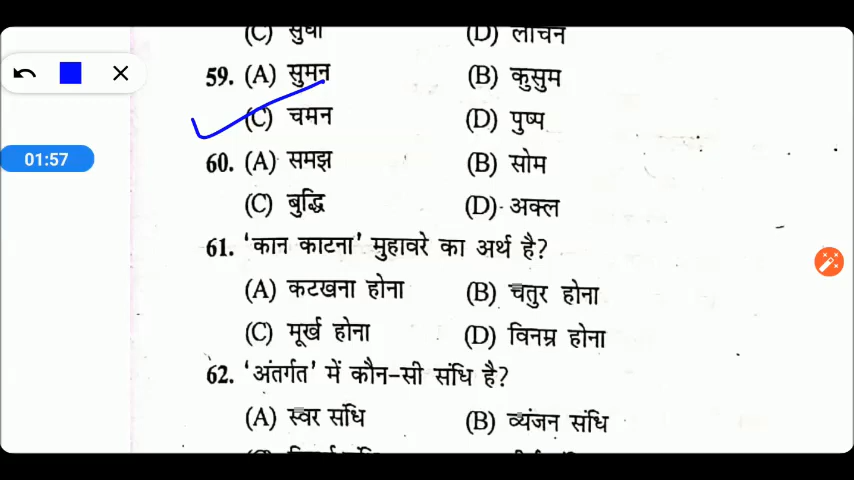 (C) सुधा (D) लोचन
59. (A) सुमन (B) कुसुम
(C) चमन (D) पुष्प
01:57
60. (A) समझ (B) सोम
(C) बुद्धि (D) अक्ल
61. 'कान काटना' मुहावरे का अर्थ है?
(A) कटखना होना (B) चतुर होना
(C) मूर्ख होना (D) विनम्र होना
62. 'अंतर्गत' में कौन-सी संधि है?
(A) स्वर संधि (B) व्यंजन संधि